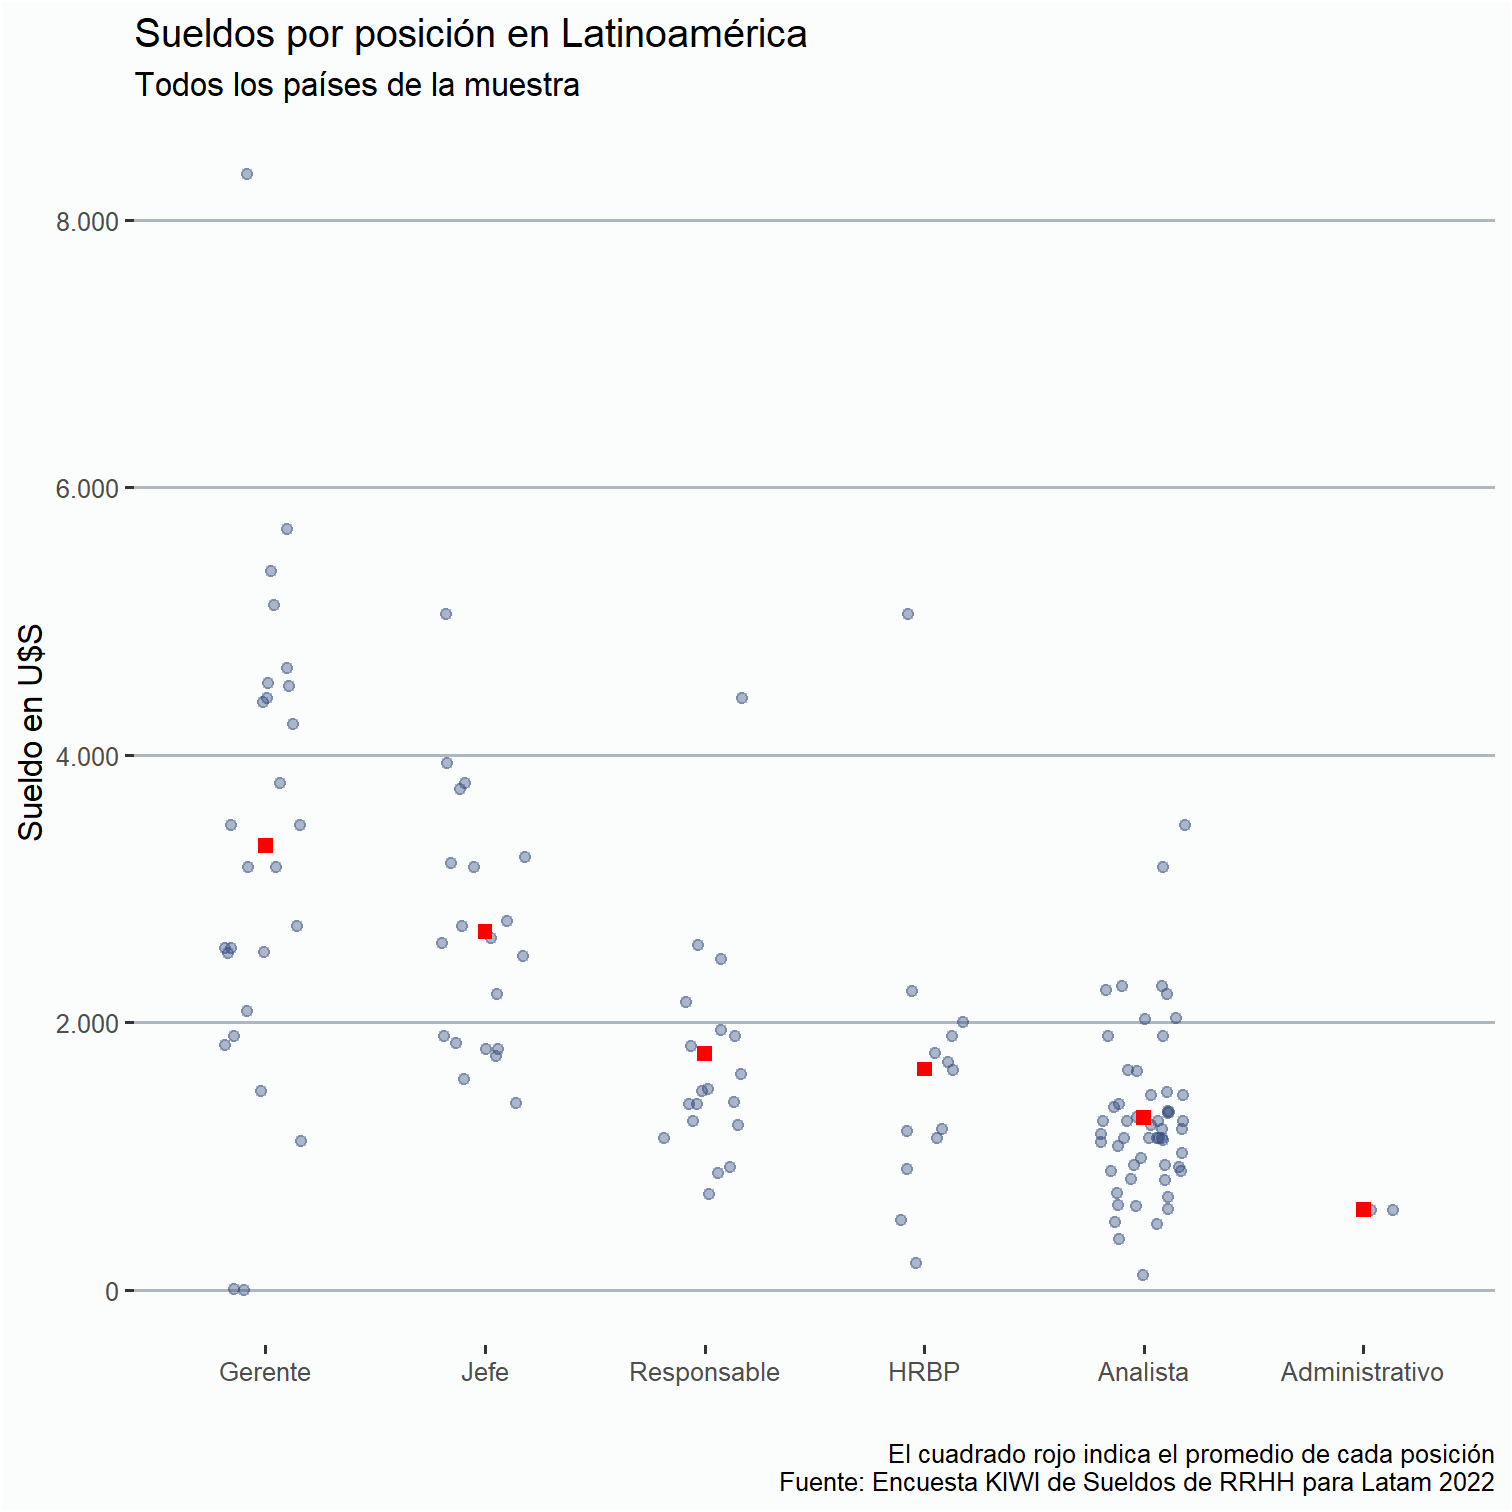 Sueldos por posición en Latinoamérica
Todos los países de la muestra
Sueldo en U$S
8.000
6.000
4.000
2.000
0
Gerente
Jefe
Responsable
HRBP
Analista
Administrativo
El cuadrado rojo indica el promedio de cada posición
Fuente: Encuesta KIWI de Sueldos de RRHH para Latam 2022